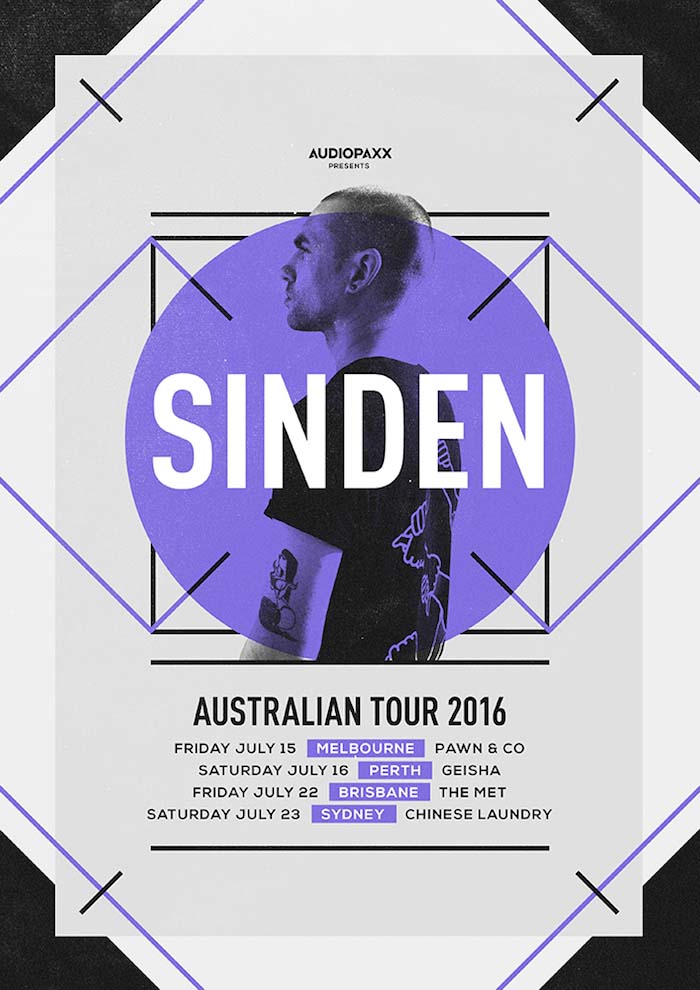 AUDIOPAXX
PRESENTS
SINDEN
AUSTRALIAN TOUR 2016
FRIDAY JULY 15 MELBOURNE PAWN & CO
SATURDAY JULY 16 PERTH GEISHA
FRIDAY JULY 22 BRISBANE THE MET
SATURDAY JULY 23 SYDNEY CHINESE LAUNDRY